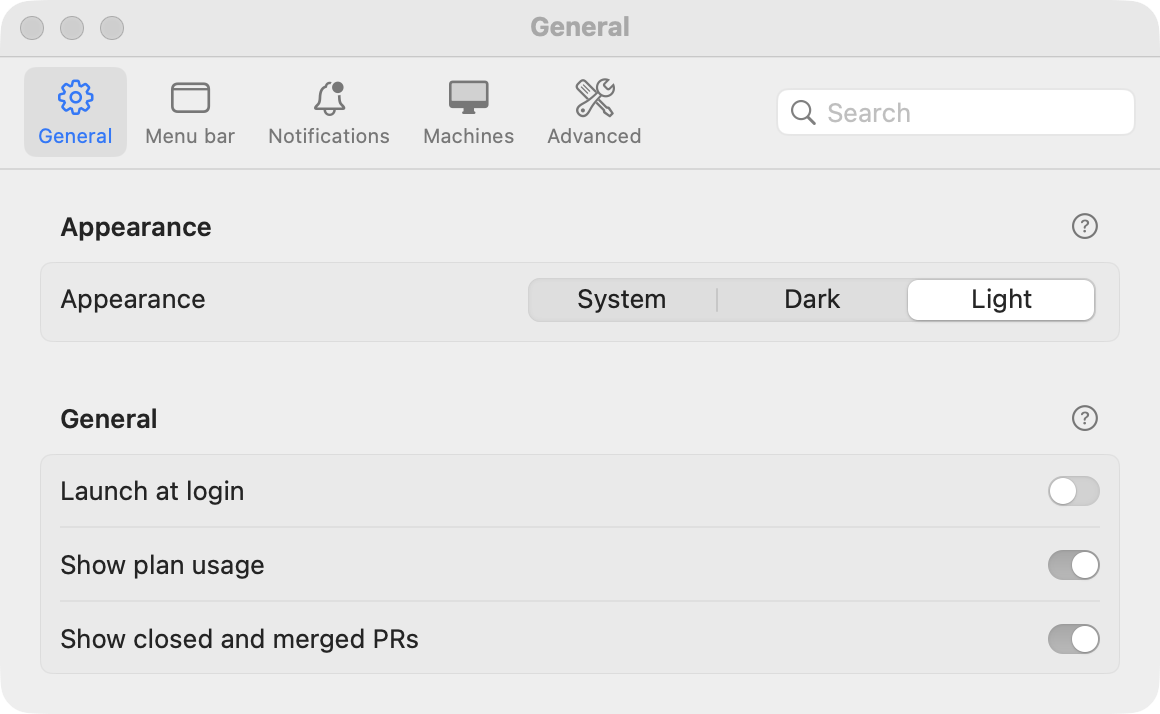 General
General
Menu bar
Notifications
Machines
Advanced
Search
Appearance
?
Appearance
System
Dark
Light
General
?
Launch at login
Show plan usage
Show closed and merged PRs